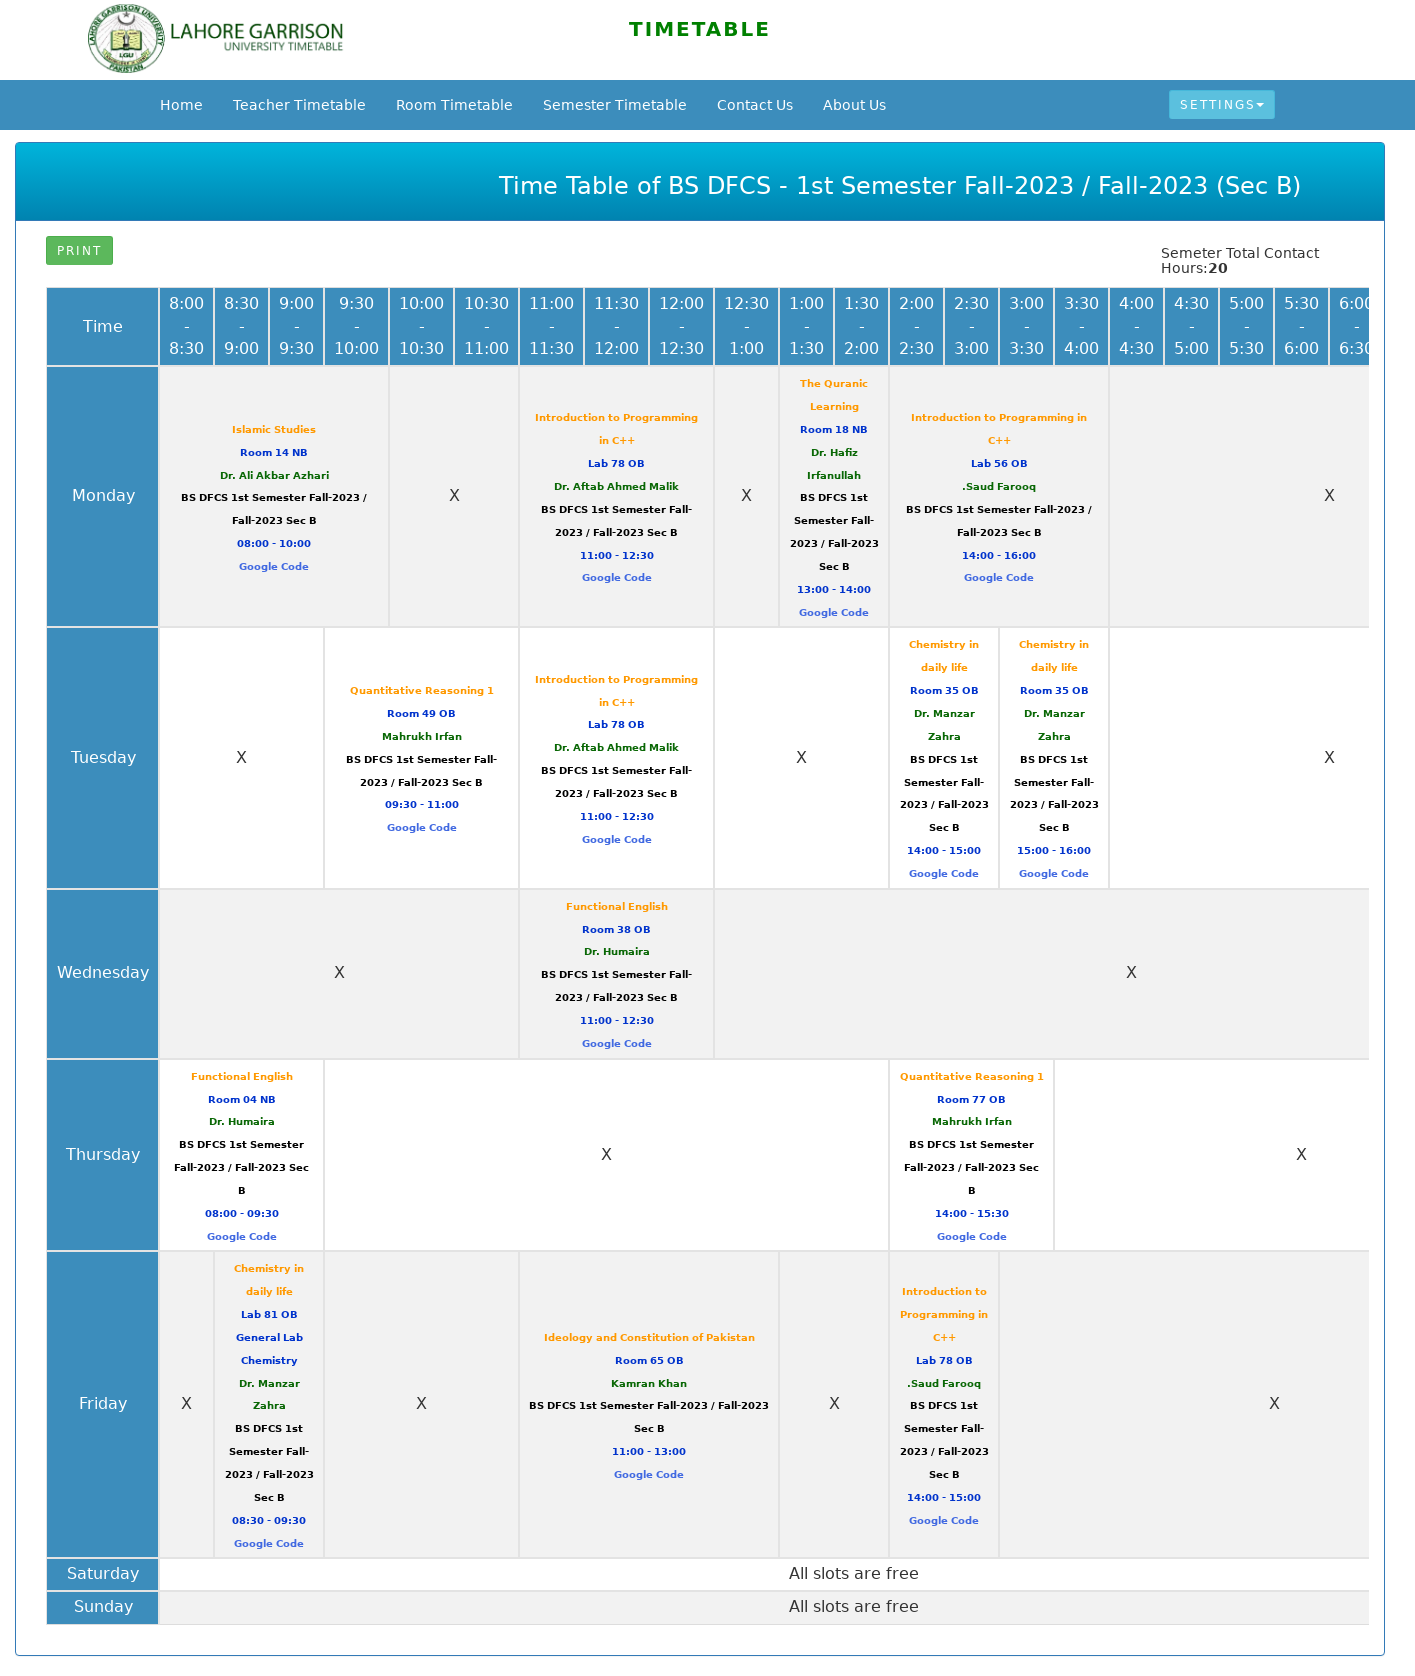 LAHORE GARRISON
UNIVERSITY TIMETABLE
TIMETABLE
Home Teacher Timetable Room Timetable Semester Timetable Contact Us About Us SETTINGS
Time Table of BS DFCS - 1st Semester Fall-2023 / Fall-2023 (Sec B)
PRINT
Semeter Total Contact
Hours:20
Time
8:00
-
8:30
8:30
-
9:00
9:00
-
9:30
9:30
-
10:00
10:00
-
10:30
10:30
-
11:00
11:00
-
11:30
11:30
-
12:00
12:00
-
12:30
12:30
-
1:00
1:00
-
1:30
1:30
-
2:00
2:00
-
2:30
2:30
-
3:00
3:00
-
3:30
3:30
-
4:00
4:00
-
4:30
4:30
-
5:00
5:00
-
5:30
5:30
-
6:00
6:00
-
6:30
Monday
Islamic Studies
Room 14 NB
Dr. Ali Akbar Azhari
BS DFCS 1st Semester Fall-2023 /
Fall-2023 Sec B
08:00 - 10:00
Google Code
X
Introduction to Programming
in C++
Lab 78 OB
Dr. Aftab Ahmed Malik
BS DFCS 1st Semester Fall-
2023 / Fall-2023 Sec B
11:00 - 12:30
Google Code
X
The Quranic
Learning
Room 18 NB
Dr. Hafiz
Irfanullah
BS DFCS 1st
Semester Fall-
2023 / Fall-2023
Sec B
13:00 - 14:00
Google Code
Introduction to Programming in
C++
Lab 56 OB
.Saud Farooq
BS DFCS 1st Semester Fall-2023 /
Fall-2023 Sec B
14:00 - 16:00
Google Code
X
Tuesday
X
Quantitative Reasoning 1
Room 49 OB
Mahrukh Irfan
BS DFCS 1st Semester Fall-
2023 / Fall-2023 Sec B
09:30 - 11:00
Google Code
Introduction to Programming
in C++
Lab 78 OB
Dr. Aftab Ahmed Malik
BS DFCS 1st Semester Fall-
2023 / Fall-2023 Sec B
11:00 - 12:30
Google Code
X
Chemistry in
daily life
Room 35 OB
Dr. Manzar
Zahra
BS DFCS 1st
Semester Fall-
2023 / Fall-2023
Sec B
14:00 - 15:00
Google Code
Chemistry in
daily life
Room 35 OB
Dr. Manzar
Zahra
BS DFCS 1st
Semester Fall-
2023 / Fall-2023
Sec B
15:00 - 16:00
Google Code
X
Wednesday
X
Functional English
Room 38 OB
Dr. Humaira
BS DFCS 1st Semester Fall-
2023 / Fall-2023 Sec B
11:00 - 12:30
Google Code
X
Thursday
Functional English
Room 04 NB
Dr. Humaira
BS DFCS 1st Semester
Fall-2023 / Fall-2023 Sec
B
08:00 - 09:30
Google Code
X
Quantitative Reasoning 1
Room 77 OB
Mahrukh Irfan
BS DFCS 1st Semester
Fall-2023 / Fall-2023 Sec
B
14:00 - 15:30
Google Code
X
Friday
X
Chemistry in
daily life
Lab 81 OB
General Lab
Chemistry
Dr. Manzar
Zahra
BS DFCS 1st
Semester Fall-
2023 / Fall-2023
Sec B
08:30 - 09:30
Google Code
X
Ideology and Constitution of Pakistan
Room 65 OB
Kamran Khan
BS DFCS 1st Semester Fall-2023 / Fall-2023
Sec B
11:00 - 13:00
Google Code
X
Introduction to
Programming in
C++
Lab 78 OB
.Saud Farooq
BS DFCS 1st
Semester Fall-
2023 / Fall-2023
Sec B
14:00 - 15:00
Google Code
X
Saturday
All slots are free
Sunday
All slots are free